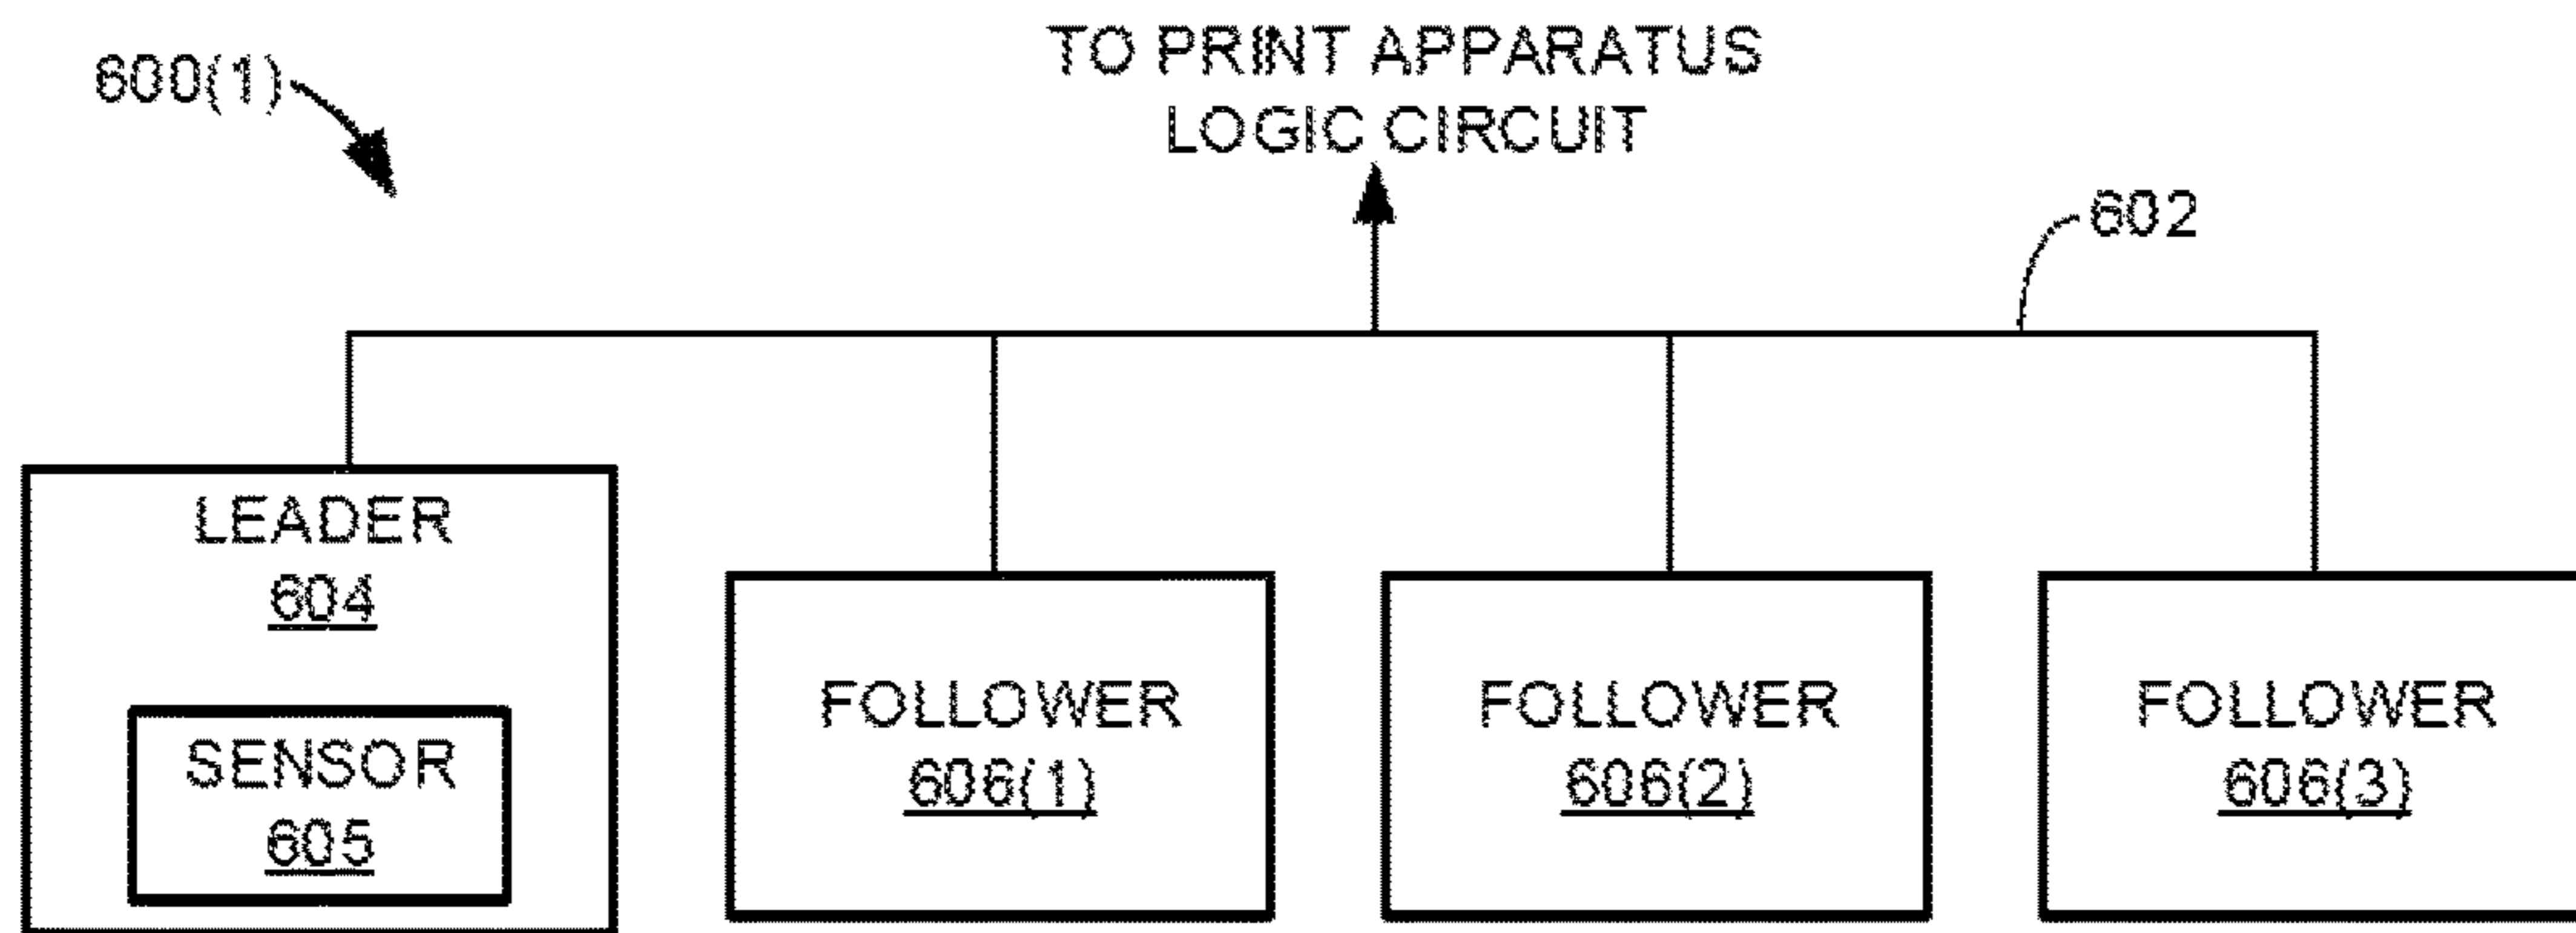 600(1)
TO PRINT APPARATUS
LOGIC CIRCUIT
602
LEADER
604
SENSOR
605
FOLLOWER
606(1)
FOLLOWER
606(2)
FOLLOWER
606(3)